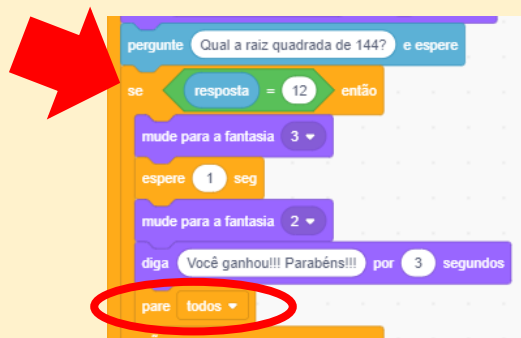 pergunte Qual a raiz quadrada de 144? e espere
se resposta = 12 então
mude para a fantasia 3
espere 1 seg
mude para a fantasia 2
diga Você ganhou!!! Parabéns!!! por 3 segundos
pare todos